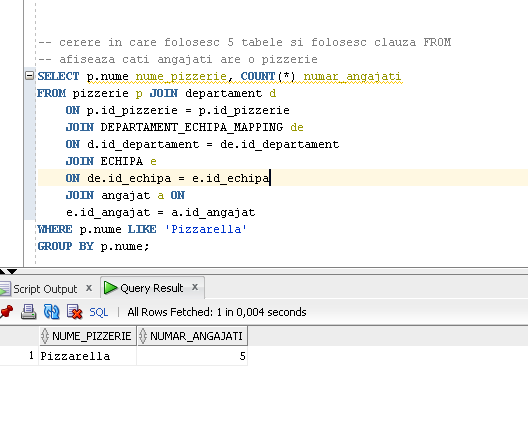 -- cerere in care folosesc 5 tabele si folosesc clauza FROM
-- afiseaza cati angajati are o pizzerie
SELECT p.nume nume_pizzerie, COUNT(*) numar_angajati
FROM pizzerie p JOIN departament d
ON p.id_pizzerie = p.id_pizzerie
JOIN DEPARTAMENT_ECHIPA_MAPPING de
ON d.id_departament = de.id_departament
JOIN ECHIPA e
ON de.id_echipa = e.id_echipa
JOIN angajat a ON
e.id_angajat = a.id_angajat
WHERE p.nume LIKE 'Pizzarella'
GROUP BY p.nume;
Script Output x Query Result x
SQL | All Rows Fetched: 1 in 0,004 seconds
NUME_PIZZERIE NUMAR_ANGAJATI
1 Pizzarella 5